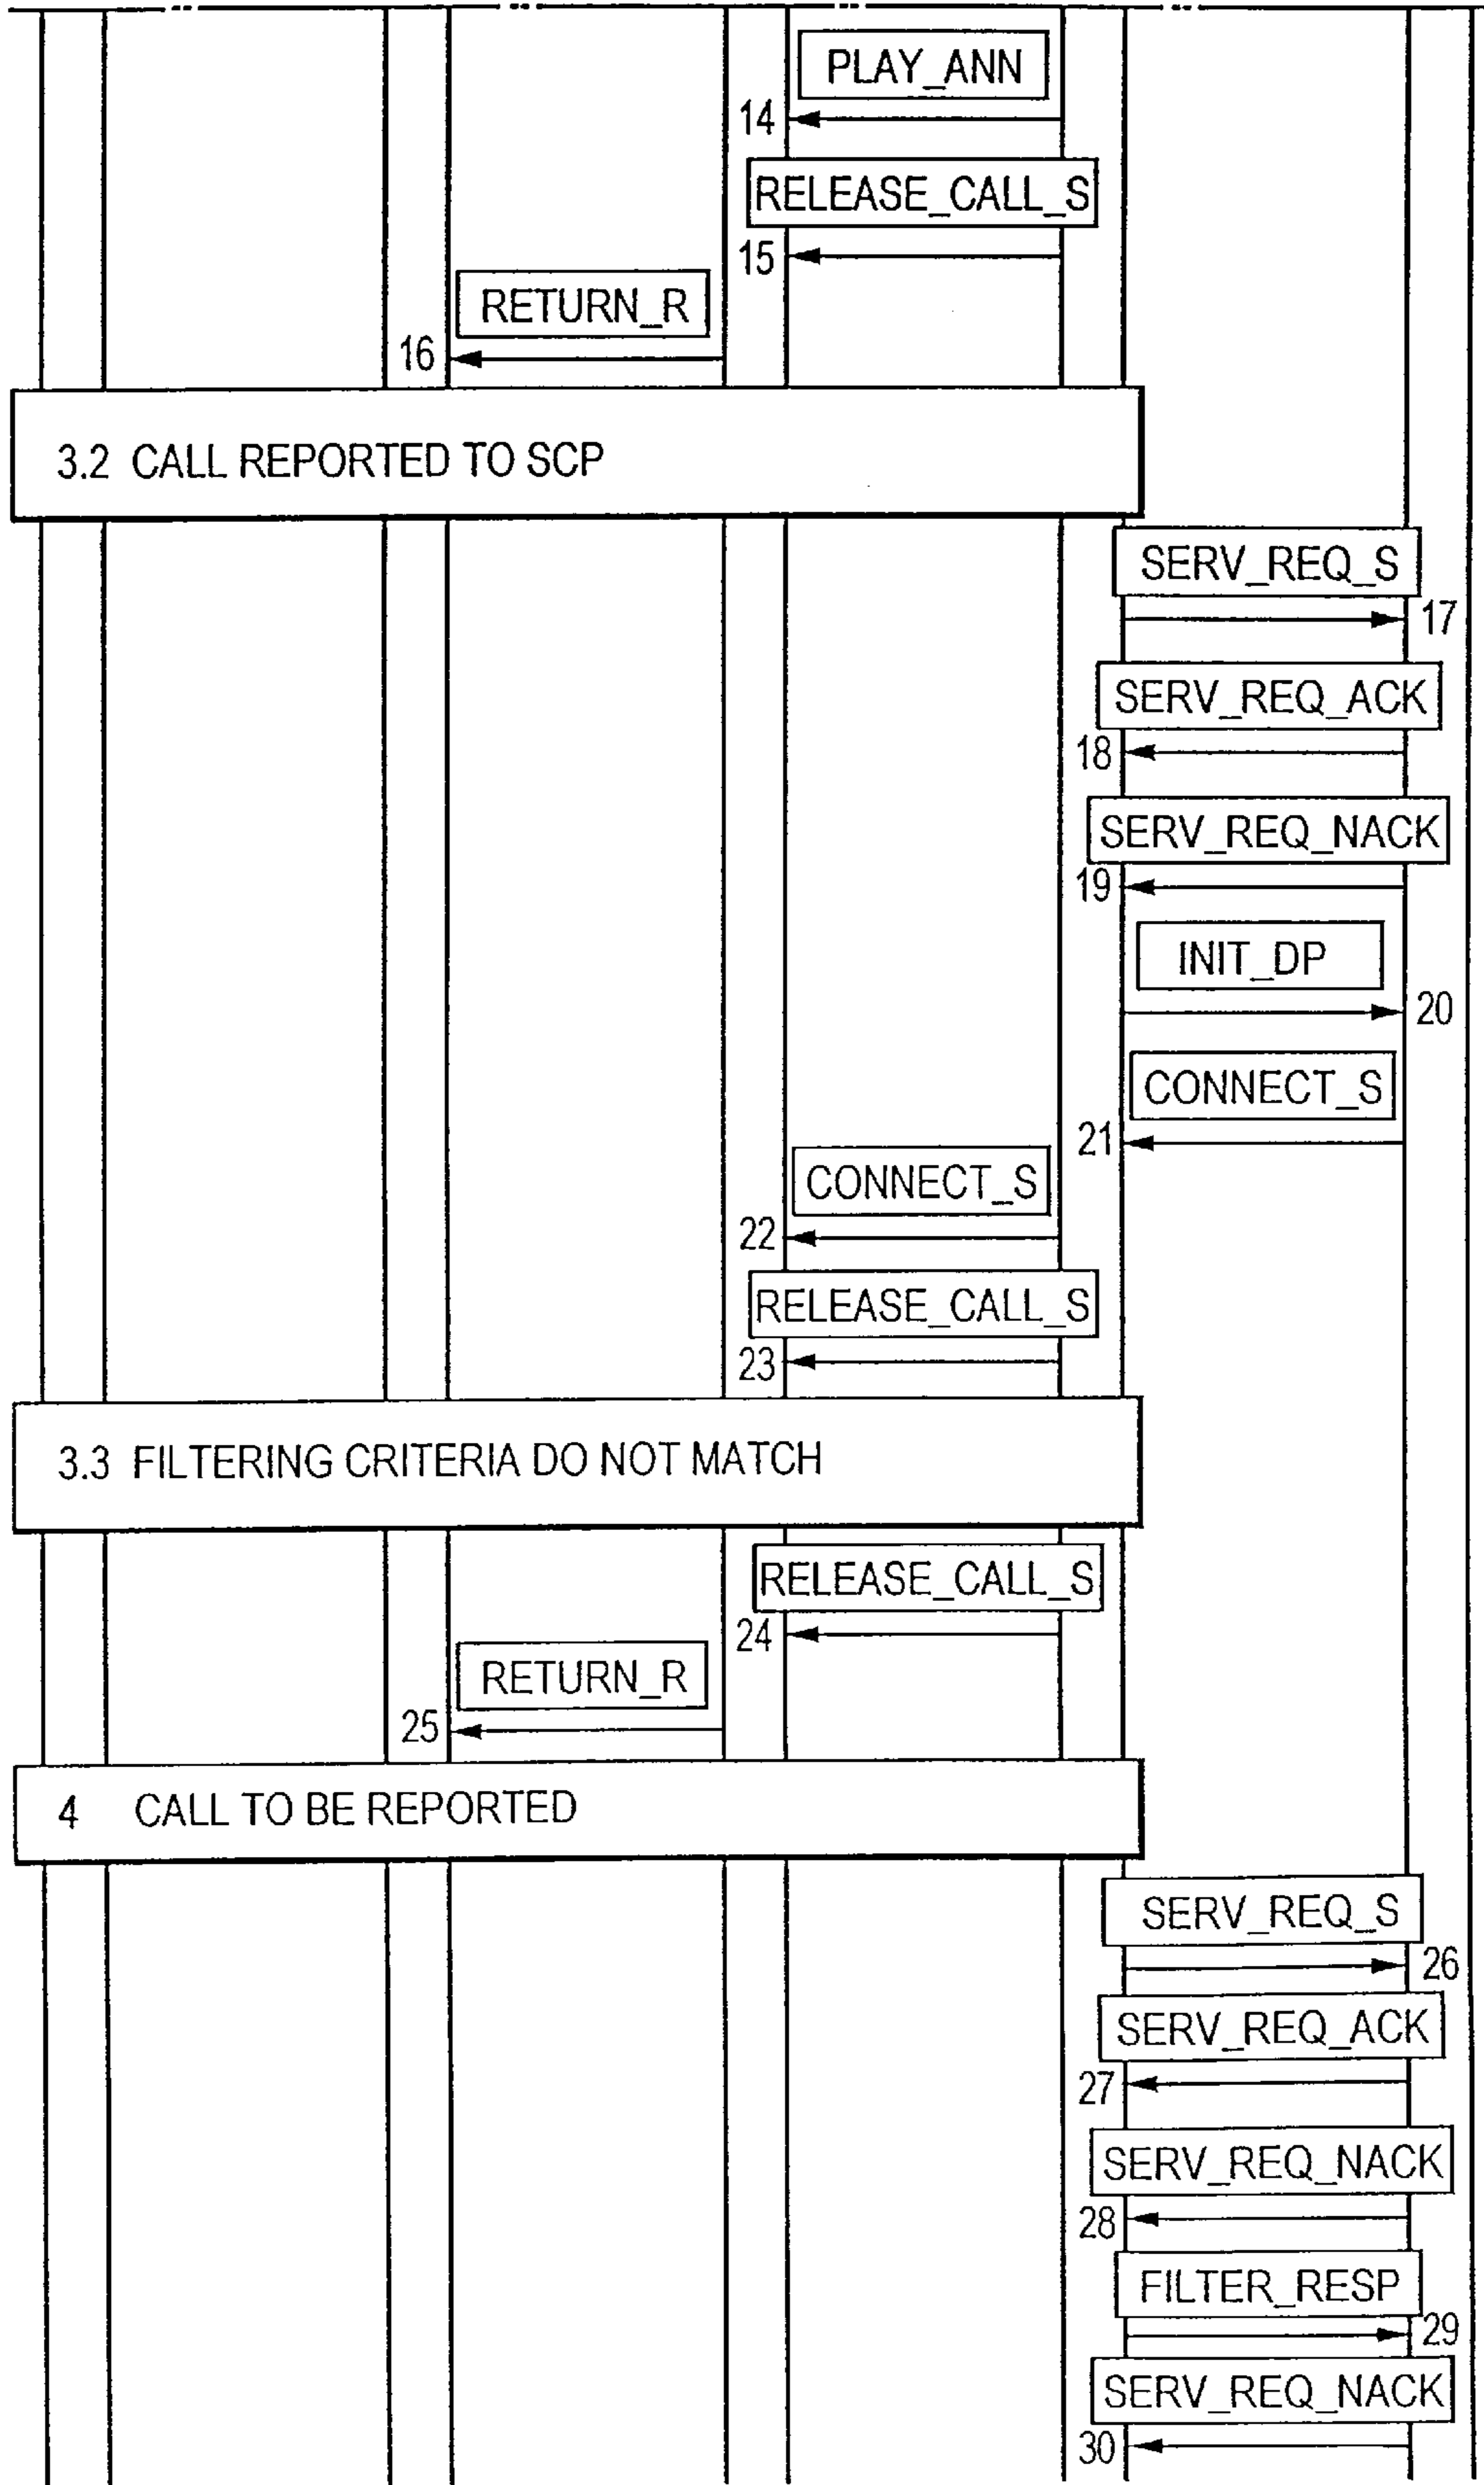 PLAY_ANN
14
RELEASE_CALL_S
15
RETURN_R
16
3.2 CALL REPORTED TO SCP
SERV_REQ_S
17
SERV_REQ_ACK
18
SERV_REQ_NACK
19
INIT_DP
20
CONNECT_S
21
CONNECT_S
22
RELEASE_CALL_S
23
3.3 FILTERING CRITERIA DO NOT MATCH
RELEASE_CALL_S
24
RETURN_R
25
4 CALL TO BE REPORTED
SERV_REQ_S
26
SERV_REQ_ACK
27
SERV_REQ_NACK
28
FILTER_RESP
29
SERV_REQ_NACK
30